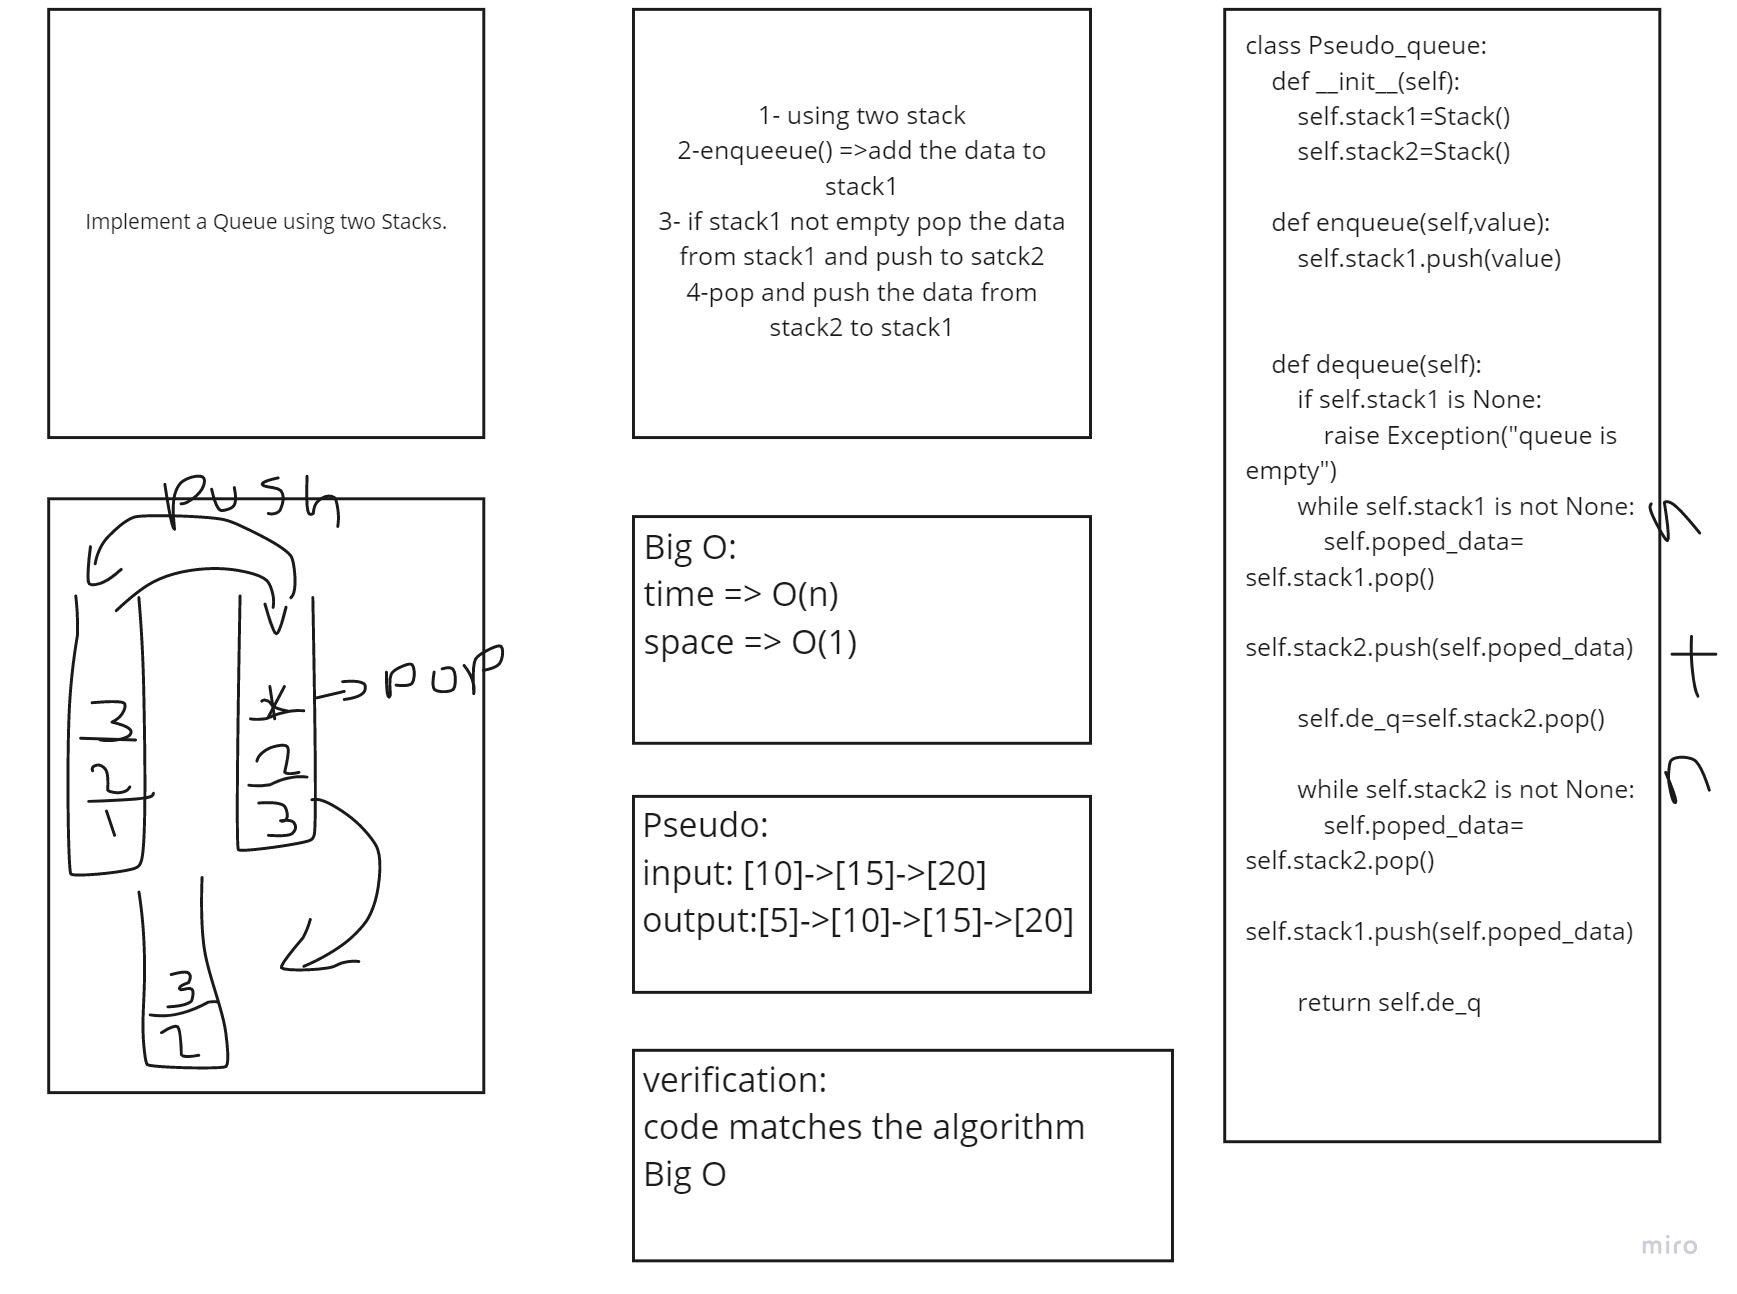 Implement a Queue using two Stacks.
1- using two stack
2-enqueeue() =>add the data to
stack1
3- if stack1 not empty pop the data
from stack1 and push to satck2
4-pop and push the data from
stack2 to stack1
push
3
2
1
2
3
pop
3
2
Big O:
time => O(n)
space => O(1)
Pseudo:
input: [10]->[15]->[20]
output:[5]->[10]->[15]->[20]
verification:
code matches the algorithm
Big O
class Pseudo_queue:
def __init__(self):
self.stack1=Stack()
self.stack2=Stack()
def enqueue(self,value):
self.stack1.push(value)
def dequeue(self):
if self.stack1 is None:
raise Exception("queue is
empty")
while self.stack1 is not None:
self.poped_data=
self.stack1.pop()
self.stack2.push(self.poped_data)
self.de_q=self.stack2.pop()
while self.stack2 is not None:
self.poped_data=
self.stack2.pop()
self.stack1.push(self.poped_data)
return self.de_q
n
+
n
miro